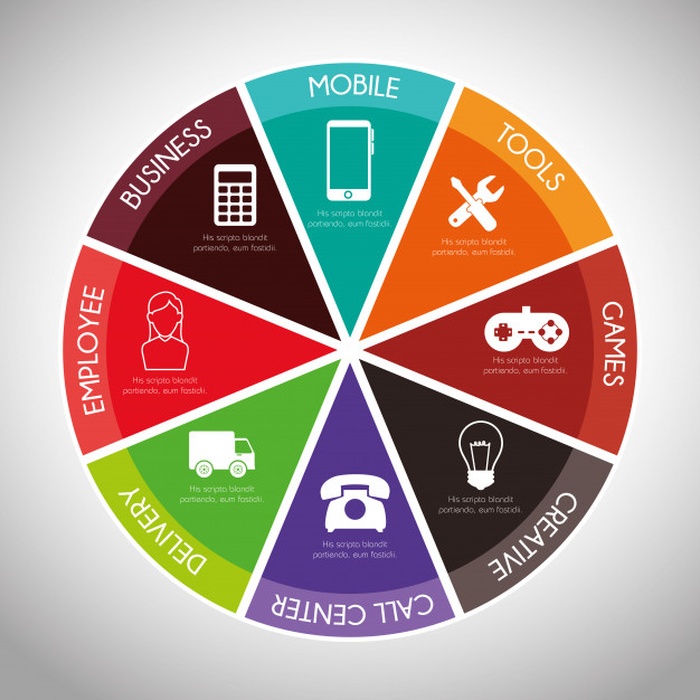 MOBILE
His scripta blandit
partiendo, eum fastidii.
TOOLS
His scripta blandit
partiendo, eum fastidii.
GAMES
His scripta blandit
partiendo, eum fastidii.
CREATIVE
His scripta blandit
partiendo, eum fastidii.
CALL CENTER
His scripta blandit
partiendo, eum fastidii.
DELIVERY
His scripta blandit
partiendo, eum fastidii.
EMPLOYEE
His scripta blandit
partiendo, eum fastidii.
BUSINESS
His scripta blandit
partiendo, eum fastidii.